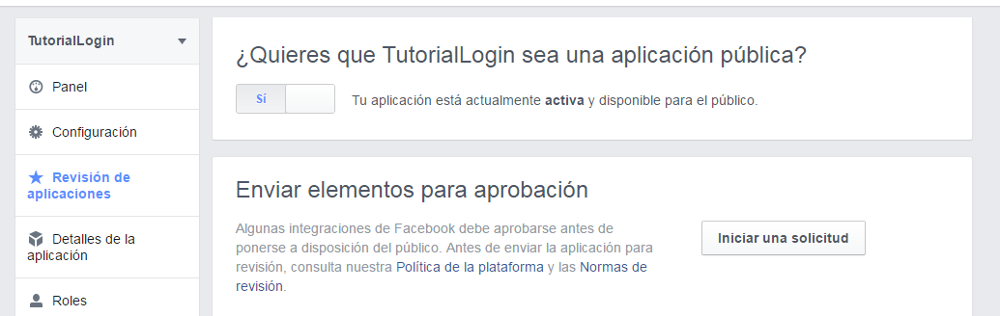 TutorialLogin
Panel
Configuración
Revisión de
aplicaciones
Detalles de la
aplicación
Roles
¿Quieres que TutorialLogin sea una aplicación pública?
Sí
Tu aplicación está actualmente activa y disponible para el público.
Enviar elementos para aprobación
Algunas integraciones de Facebook debe aprobarse antes de
ponerse a disposición del público. Antes de enviar la aplicación para
revisión, consulta nuestra Política de la plataforma y las Normas de
revisión.
Iniciar una solicitud